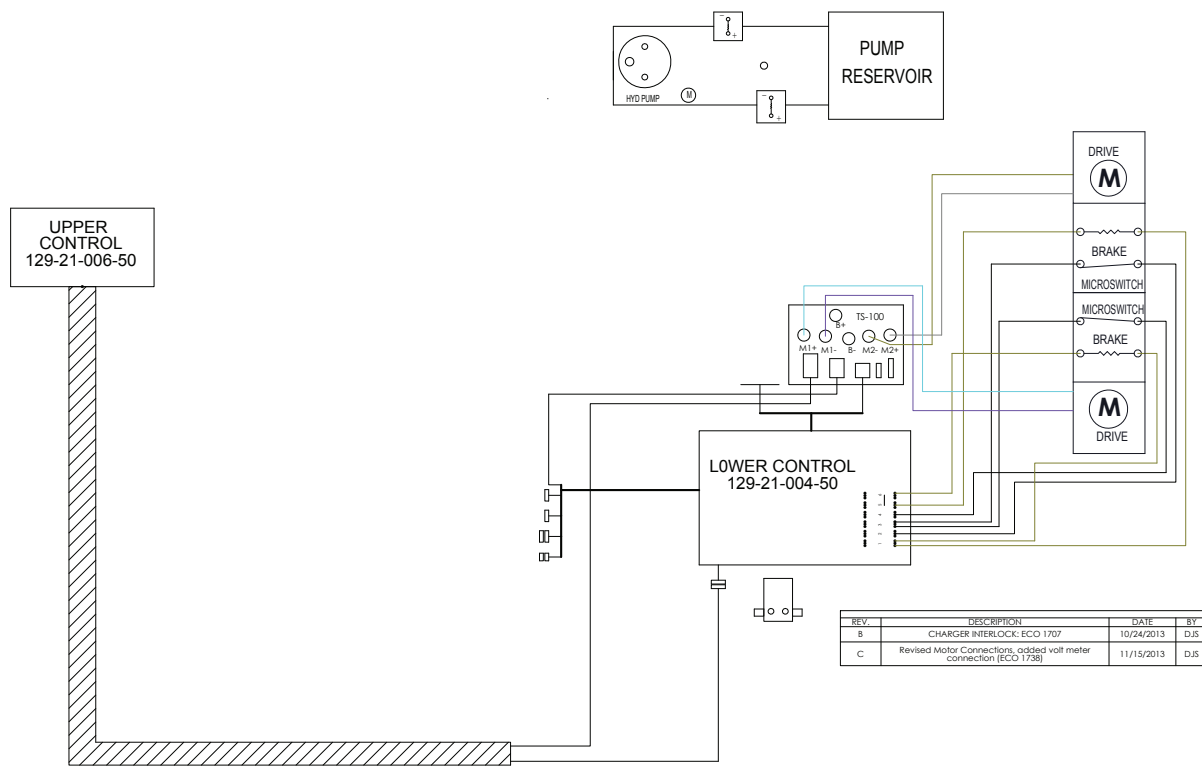 PUMP
RESERVOIR
- +
- +
HYD PUMP
M
DRIVE
M
BRAKE
MICROSWITCH
MICROSWITCH
BRAKE
M
DRIVE
UPPER
CONTROL
129-21-006-50
TS-100
B+
M1+ M1- B- M2- M2+
L0WER CONTROL
129-21-004-50
REV. DESCRIPTION DATE BY
B CHARGER INTERLOCK: ECO 1707 10/24/2013 DJS
C Revised Motor Connections, added volt meter 11/15/2013 DJS
connection (ECO 1738)